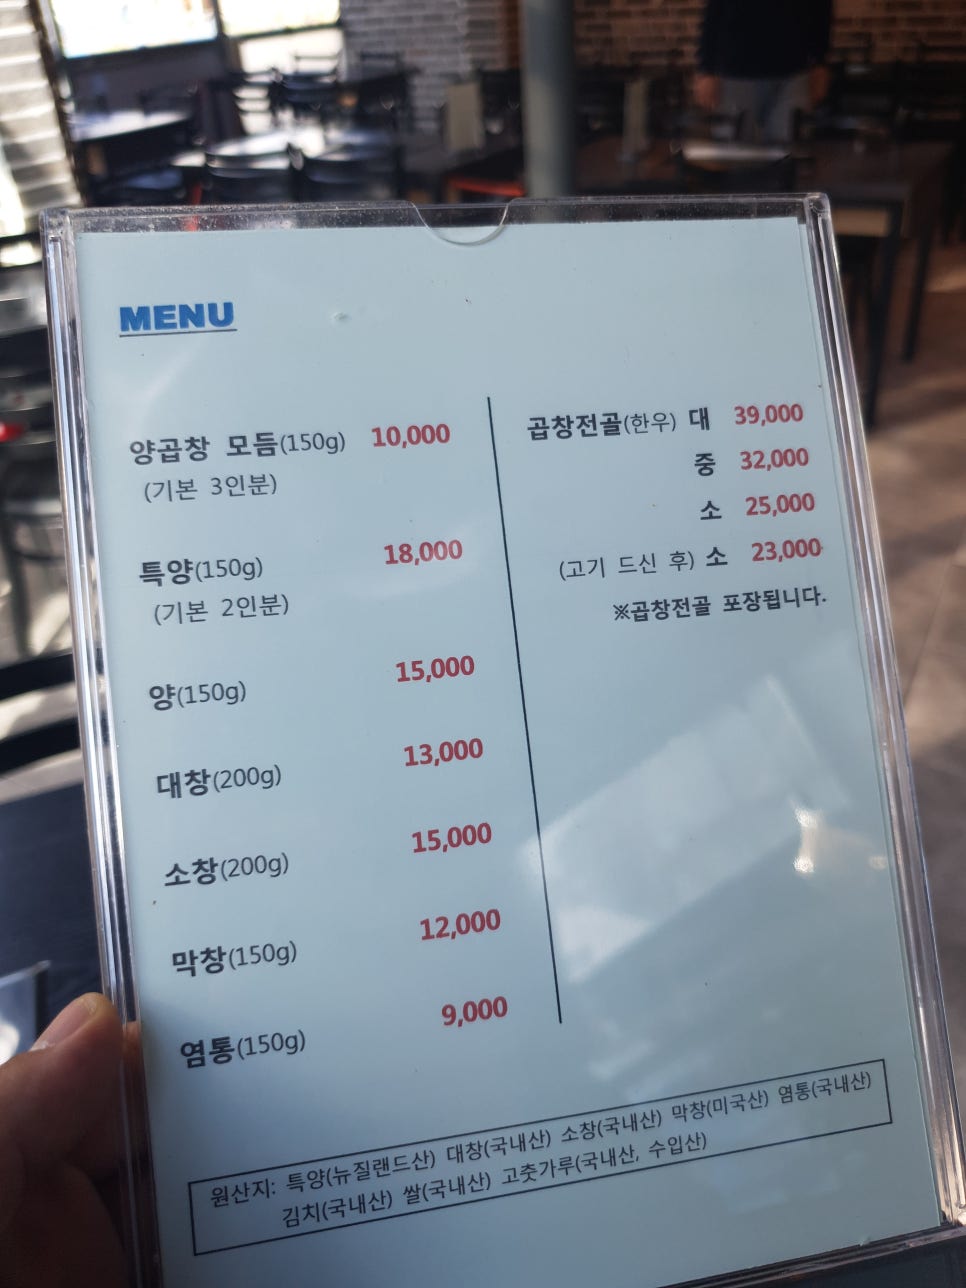 MENU
양곱창 모듬(150g) 10,000
(기본 3인분)
특양(150g) 18,000
(기본 2인분)
양(150g) 15,000
대창(200g) 13,000
소창(200g) 15,000
막창(150g) 12,000
염통(150g) 9,000
곱창전골(한우) 대 39,000
중 32,000
소 25,000
(고기 드신 후) 소 23,000
※곱창전골 포장됩니다.
원산지: 특양(뉴질랜드산) 대창(국내산) 소창(국내산) 막창(미국산) 염통(국내산)
김치(국내산) 쌀(국내산) 고춧가루(국내산, 수입산)